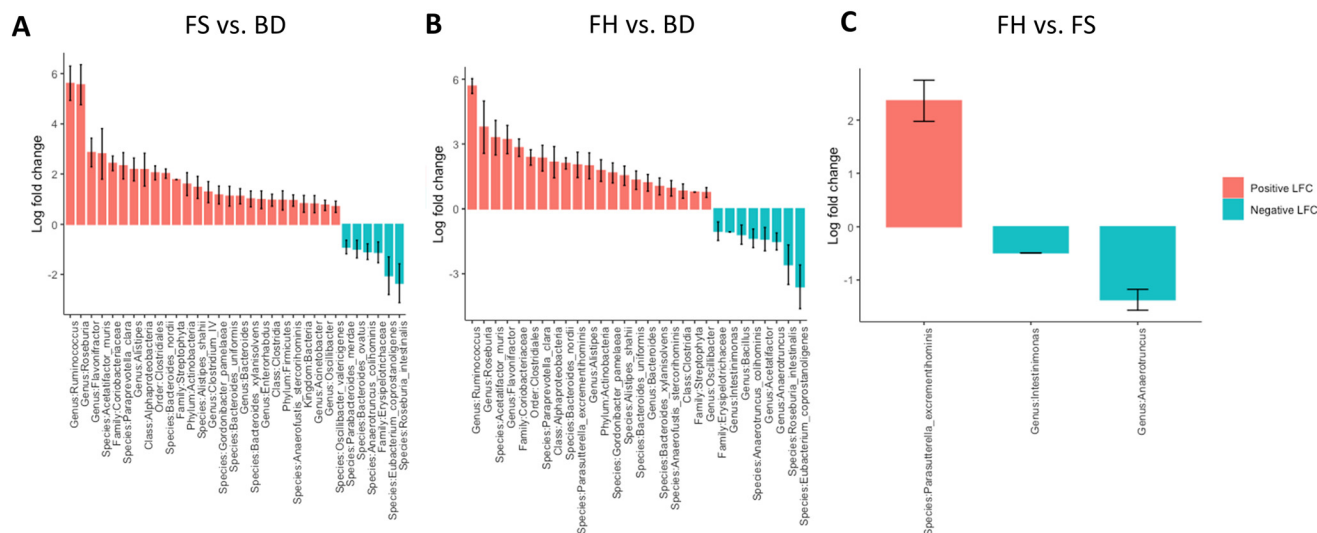 A
FS vs. BD
Log fold change
6
4
2
0
-2
Genus:Ruminococcus
Genus:Roseburia
Genus:Flavonifractor
Species:Acetatifactor_muris
Family:Coriobacteriaceae
Species:Paraprevotella_clara
Genus:Alistipes
Class:Alphaproteobacteria
Order:Clostridiales
Species:Bacteroides_nordii
Family:Streptophyta
Phylum:Actinobacteria
Species:Alistipes_shahii
Genus:Clostridium_IV
Species:Gordonibacter_pamelaeae
Species:Bacteroides_uniformis
Genus:Bacteroides
Species:Bacteroides_xylanisolvens
Genus:Enterorhabdus
Class:Clostridia
Phylum:Firmicutes
Species:Anaerofustis_stercorihominis
Kingdom:Bacteria
Genus:Acinetobacter
Genus:Oscillibacter
Species:Oscillibacter_valericigenes
Species:Parabacteroides_merdae
Species:Bacteroides_ovatus
Species:Anaerotruncus_colihominis
Family:Erysipelotrichaceae
Species:Eubacterium_coprostanoligenes
Species:Roseburia_intestinalis
B
FH vs. BD
Log fold change
6
3
0
-3
Genus:Ruminococcus
Genus:Roseburia
Species:Acetatifactor_muris
Genus:Flavonifractor
Family:Coriobacteriaceae
Order:Clostridiales
Species:Paraprevotella_clara
Class:Alphaproteobacteria
Species:Bacteroides_nordii
Species:Parasutterella_excrementihominis
Genus:Alistipes
Phylum:Actinobacteria
Species:Gordonibacter_pamelaeae
Species:Alistipes_shahii
Species:Bacteroides_uniformis
Genus:Bacteroides
Species:Bacteroides_xylanisolvens
Species:Anaerofustis_stercorihominis
Class:Clostridia
Family:Streptophyta
Genus:Oscillibacter
Family:Erysipelotrichaceae
Genus:Intestinimonas
Genus:Bacillus
Species:Anaerotruncus_colihominis
Genus:Acetatifactor
Genus:Anaerotruncus
Species:Roseburia_intestinalis
Species:Eubacterium_coprostanoligenes
C
FH vs. FS
Log fold change
2
1
0
-1
Species:Parasutterella_excrementihominis
Genus:Intestinimonas
Genus:Anaerotruncus
Positive LFC
Negative LFC